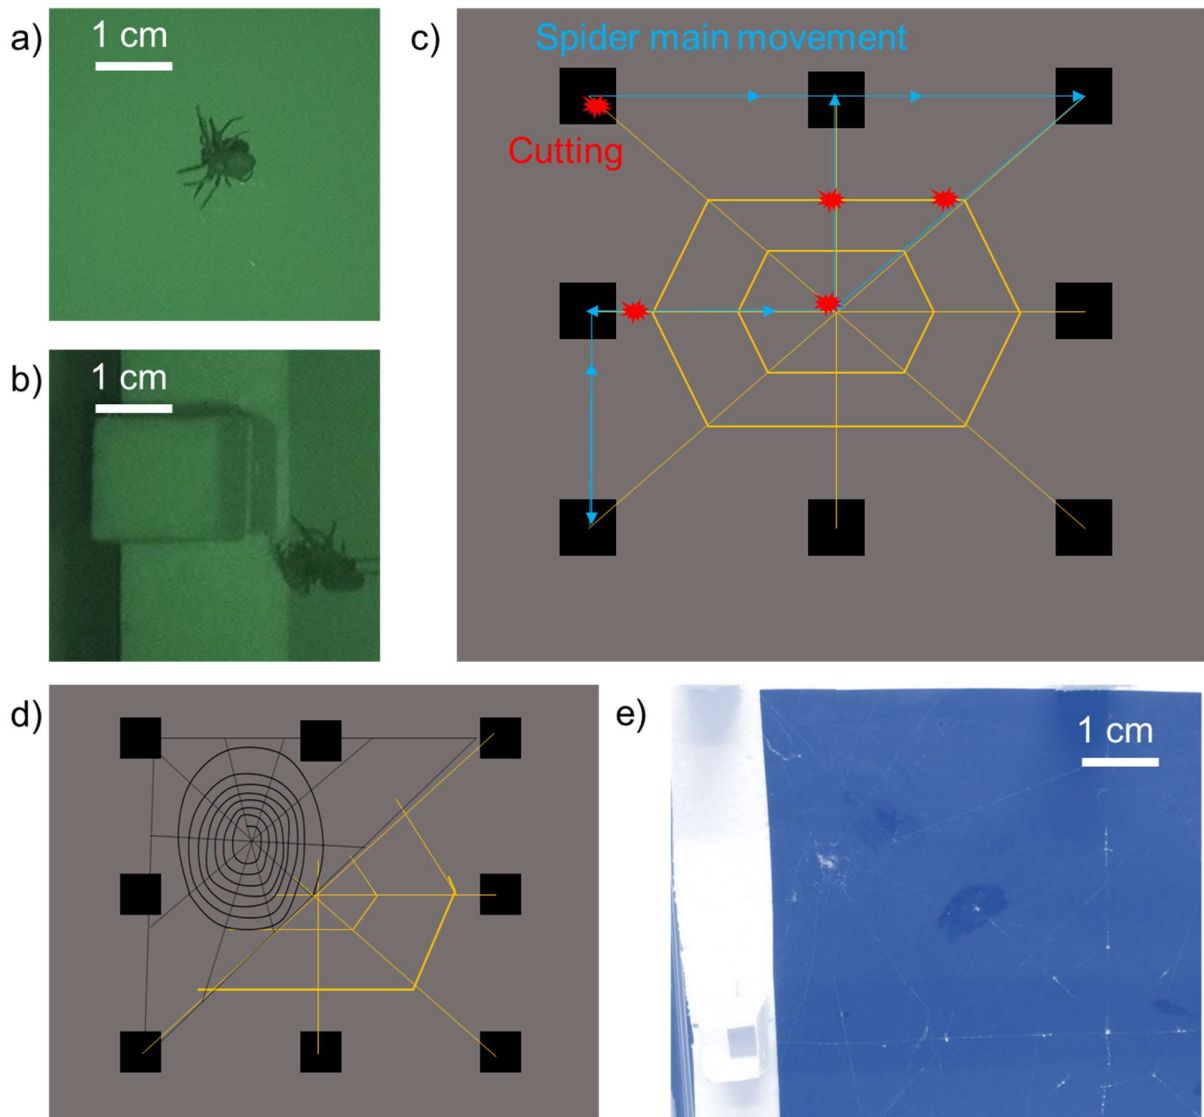 a)
1 cm
b)
1 cm
c)
Spider main movement
Cutting
d)
e)
1 cm